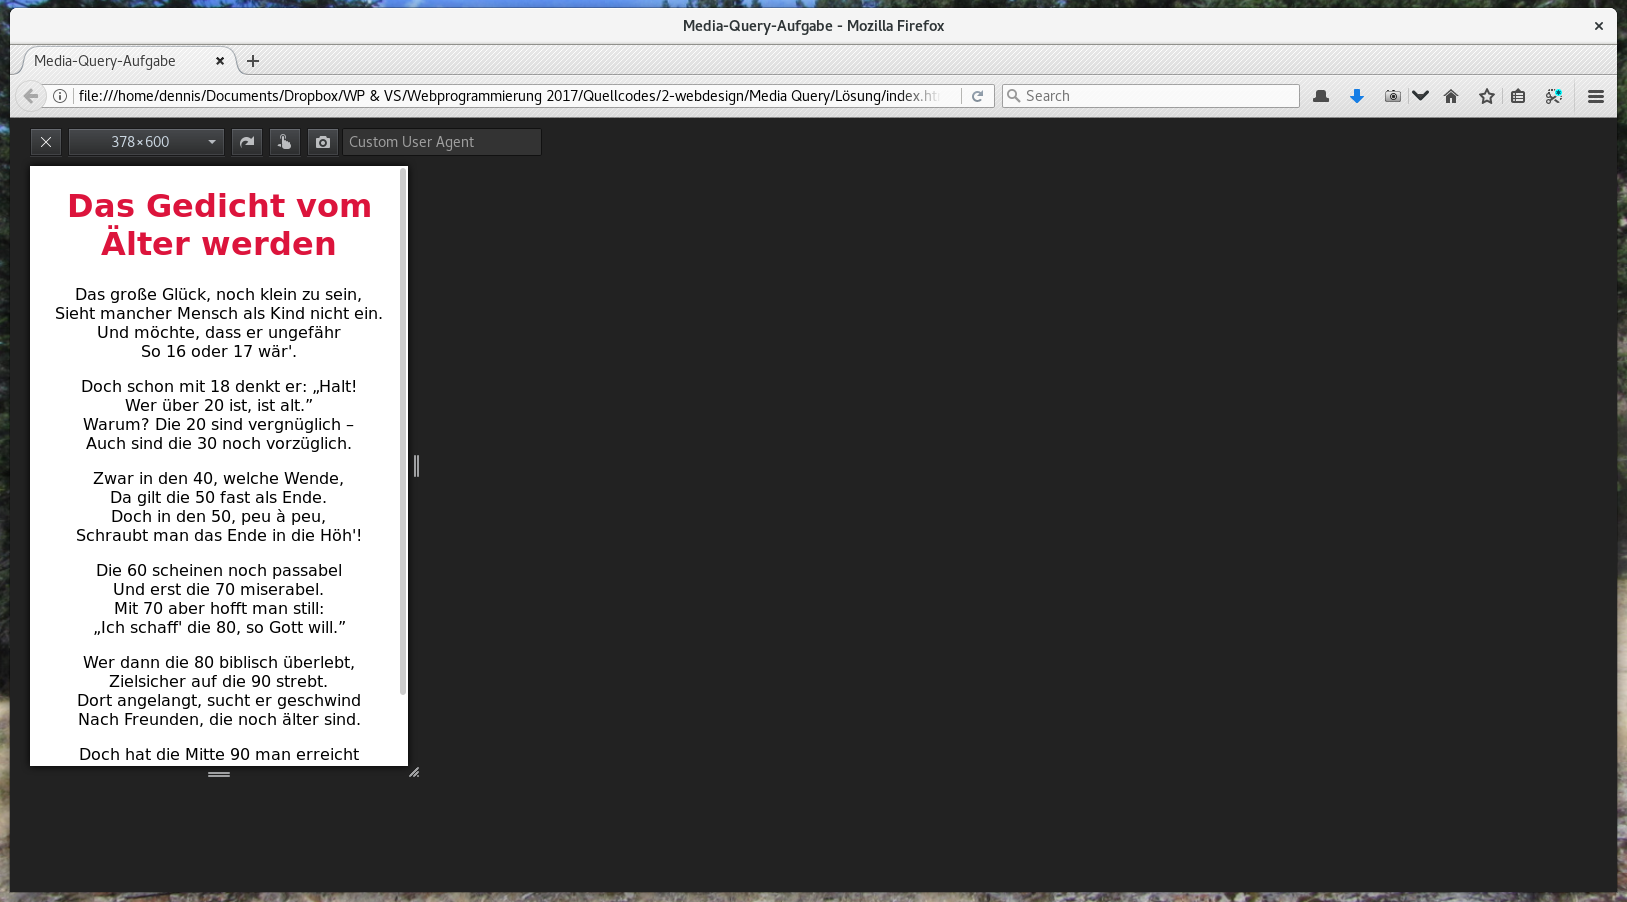 Media-Query-Aufgabe - Mozilla Firefox
Media-Query-Aufgabe
file:///home/dennis/Documents/Dropbox/WP & VS/Webprogrammierung 2017/Quellcodes/2-webdesign/Media Query/Lösung/index.ht
Search
378×600
Custom User Agent
Das Gedicht vom
Älter werden
Das große Glück, noch klein zu sein,
Sieht mancher Mensch als Kind nicht ein.
Und möchte, dass er ungefähr
So 16 oder 17 wär'.
Doch schon mit 18 denkt er: „Halt!
Wer über 20 ist, ist alt.”
Warum? Die 20 sind vergnüglich –
Auch sind die 30 noch vorzüglich.
Zwar in den 40, welche Wende,
Da gilt die 50 fast als Ende.
Doch in den 50, peu à peu,
Schraubt man das Ende in die Höh'!
Die 60 scheinen noch passabel
Und erst die 70 miserabel.
Mit 70 aber hofft man still:
„Ich schaff' die 80, so Gott will.”
Wer dann die 80 biblisch überlebt,
Zielsicher auf die 90 strebt.
Dort angelangt, sucht er geschwind
Nach Freunden, die noch älter sind.
Doch hat die Mitte 90 man erreicht